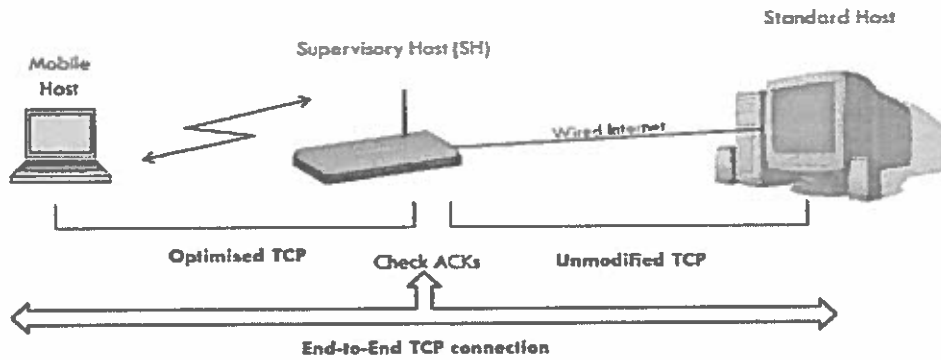 Standard Host
Supervisory Host (SH)
Mobile
Host
Wired Internet
Optimised TCP
Check ACKs
Unmodified TCP
End-to-End TCP connection